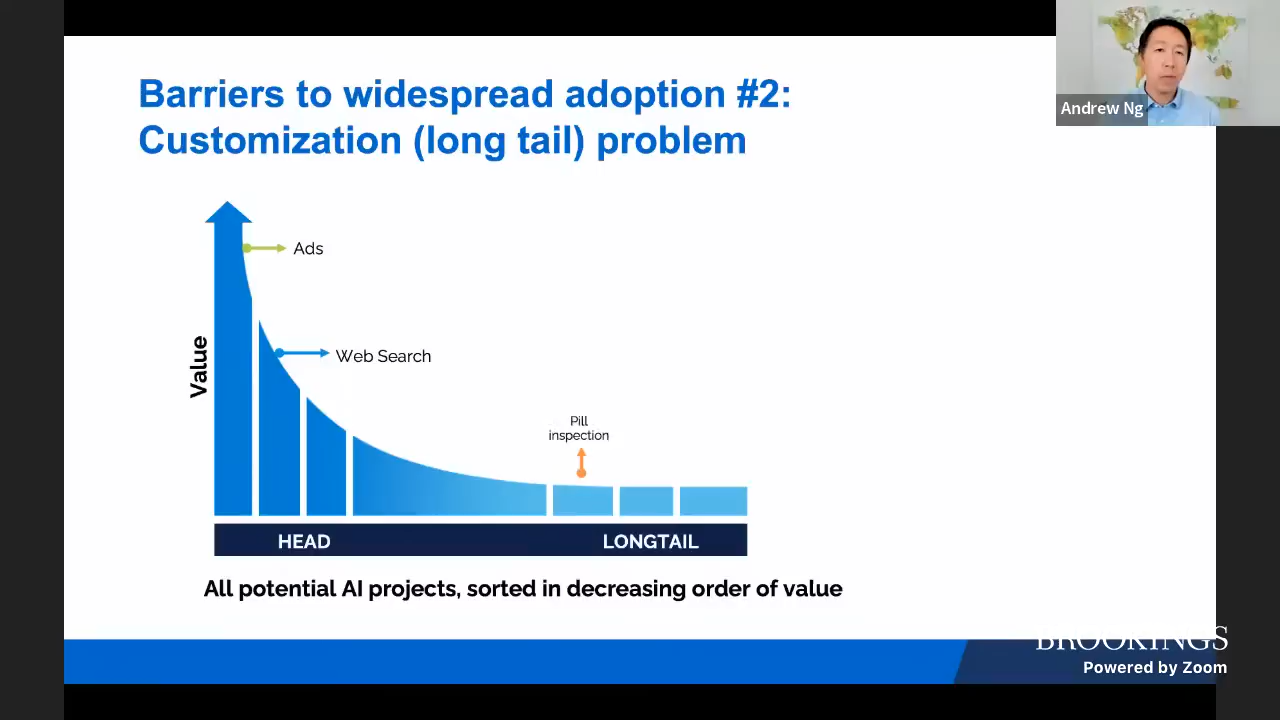 Barriers to widespread adoption #2:
Customization (long tail) problem
Andrew Ng
Ads
Web Search
Value
Pill
inspection
HEAD
LONGTAIL
All potential AI projects, sorted in decreasing order of value
BROOKINGS
Powered by Zoom